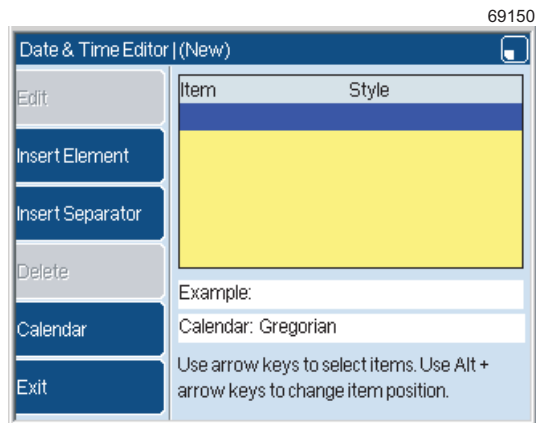 69150
Date & Time Editor | (New)
Edit
Insert Element
Insert Separator
Delete
Calendar
Exit
Item Style
Example:
Calendar: Gregorian
Use arrow keys to select items. Use Alt +
arrow keys to change item position.